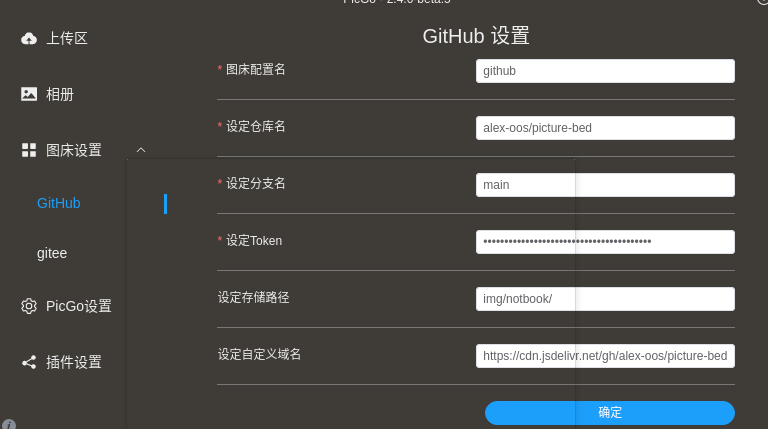 PicGo - 2.4.0-beta.9
GitHub 设置
上传区
相册
图床设置
GitHub
gitee
PicGo设置
插件设置
* 图床配置名
github
* 设定仓库名
alex-oos/picture-bed
* 设定分支名
main
* 设定Token
设定存储路径
img/notbook/
设定自定义域名
https://cdn.jsdelivr.net/gh/alex-oos/picture-bed
确定